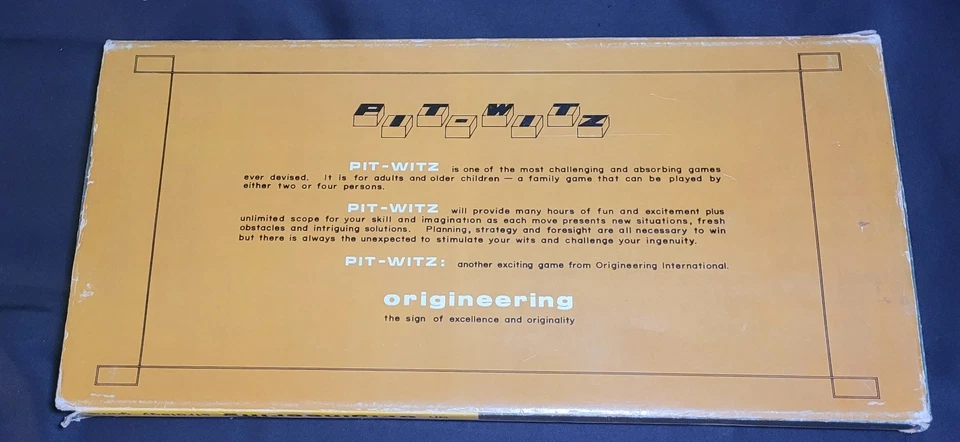 PIT-WITZ
PIT-WITZ is one of the most challenging and absorbing games
ever devised. It is for adults and older children — a family game that can be played by
either two or four persons.
PIT-WITZ will provide many hours of fun and excitement plus
unlimited scope for your skill and imagination as each move presents new situations, fresh
obstacles and intriguing solutions. Planning, strategy and foresight are all necessary to win
but there is always the unexpected to stimulate your wits and challenge your ingenuity.
PIT-WITZ: another exciting game from Origineering International.
origineering
the sign of excellence and originality